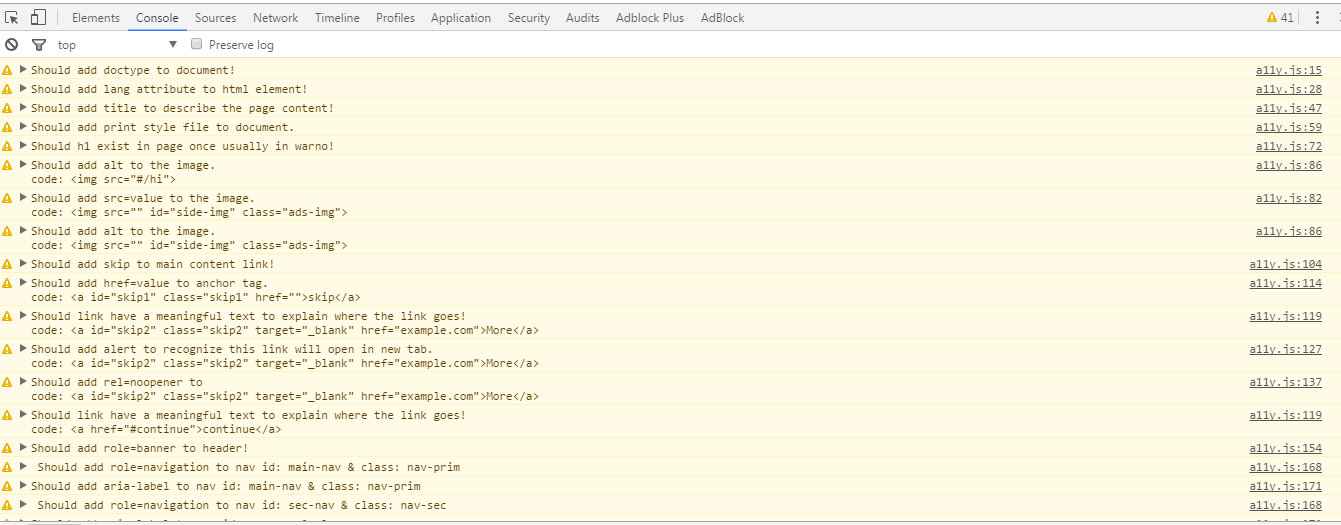 Elements Console Sources Network Timeline Profiles Application Security Audits Adblock Plus AdBlock 41
top Preserve log
Should add doctype to document! a11y.js:15
Should add lang attribute to html element! a11y.js:28
Should add title to describe the page content! a11y.js:47
Should add print style file to document. a11y.js:59
Should h1 exist in page once usually in warno! a11y.js:72
Should add alt to the image. a11y.js:86
code: <img src="#/hi">
Should add src=value to the image. a11y.js:82
code: <img src="" id="side-img" class="ads-img">
Should add alt to the image. a11y.js:86
code: <img src="" id="side-img" class="ads-img">
Should add skip to main content link! a11y.js:104
Should add href=value to anchor tag. a11y.js:114
code: <a id="skip1" class="skip1" href="">skip</a>
Should link have a meaningful text to explain where the link goes! a11y.js:119
code: <a id="skip2" class="skip2" target="_blank" href="example.com">More</a>
Should add alert to recognize this link will open in new tab. a11y.js:127
code: <a id="skip2" class="skip2" target="_blank" href="example.com">More</a>
Should add rel=noopener to a11y.js:137
code: <a id="skip2" class="skip2" target="_blank" href="example.com">More</a>
Should link have a meaningful text to explain where the link goes! a11y.js:119
code: <a href="#continue">continue</a>
Should add role=banner to header! a11y.js:154
Should add role=navigation to nav id: main-nav & class: nav-prim a11y.js:168
Should add aria-label to nav id: main-nav & class: nav-prim a11y.js:171
Should add role=navigation to nav id: sec-nav & class: nav-sec a11y.js:168